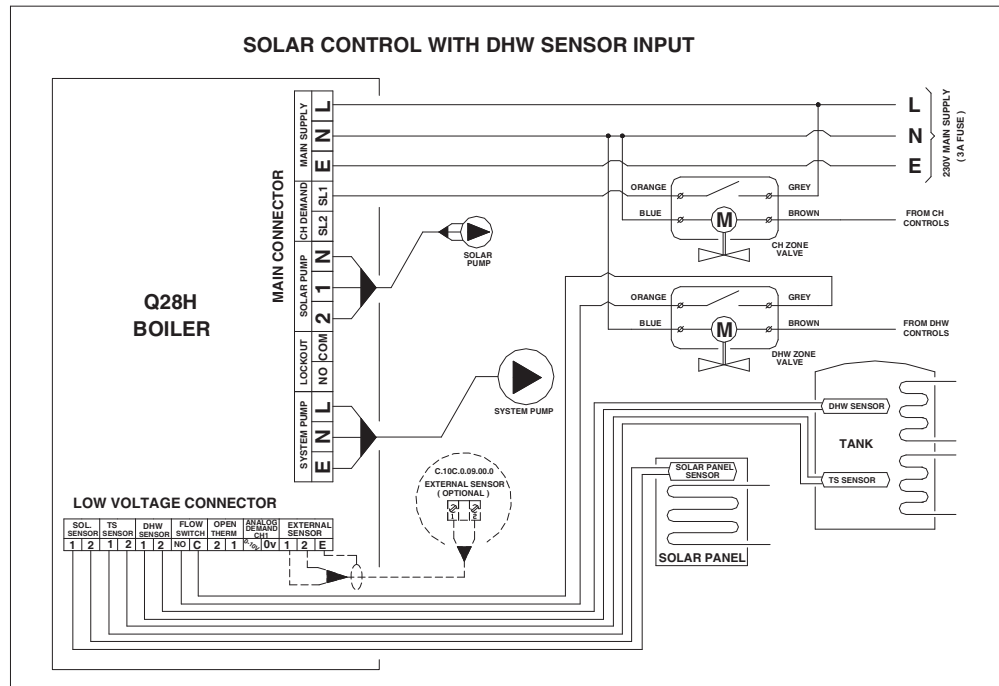 SOLAR CONTROL WITH DHW SENSOR INPUT
Q28H
BOILER
MAIN CONNECTOR
MAIN SUPPLY
L
N
E
CH DEMAND
SL1
SL2
SOLAR PUMP
N
1
2
LOCKOUT
COM
NO
SYSTEM PUMP
L
N
E
L
N
E
230V MAIN SUPPLY
( 3A FUSE )
ORANGE
GREY
BLUE
M
BROWN
FROM CH
CONTROLS
CH ZONE
VALVE
SOLAR
PUMP
ORANGE
GREY
BLUE
M
BROWN
FROM DHW
CONTROLS
DHW ZONE
VALVE
SYSTEM PUMP
DHW SENSOR
TANK
TS SENSOR
C.10C.0.09.00.0
EXTERNAL SENSOR
( OPTIONAL )
1 2
SOLAR PANEL
SENSOR
SOLAR PANEL
LOW VOLTAGE CONNECTOR
SOL.
SENSOR
TS
SENSOR
DHW
SENSOR
FLOW
SWITCH
OPEN
THERM
ANALOG
DEMAND
CH1
EXTERNAL
SENSOR
1 2 1 2 1 2 NO C 2 1 0-10V 0v 1 2 E